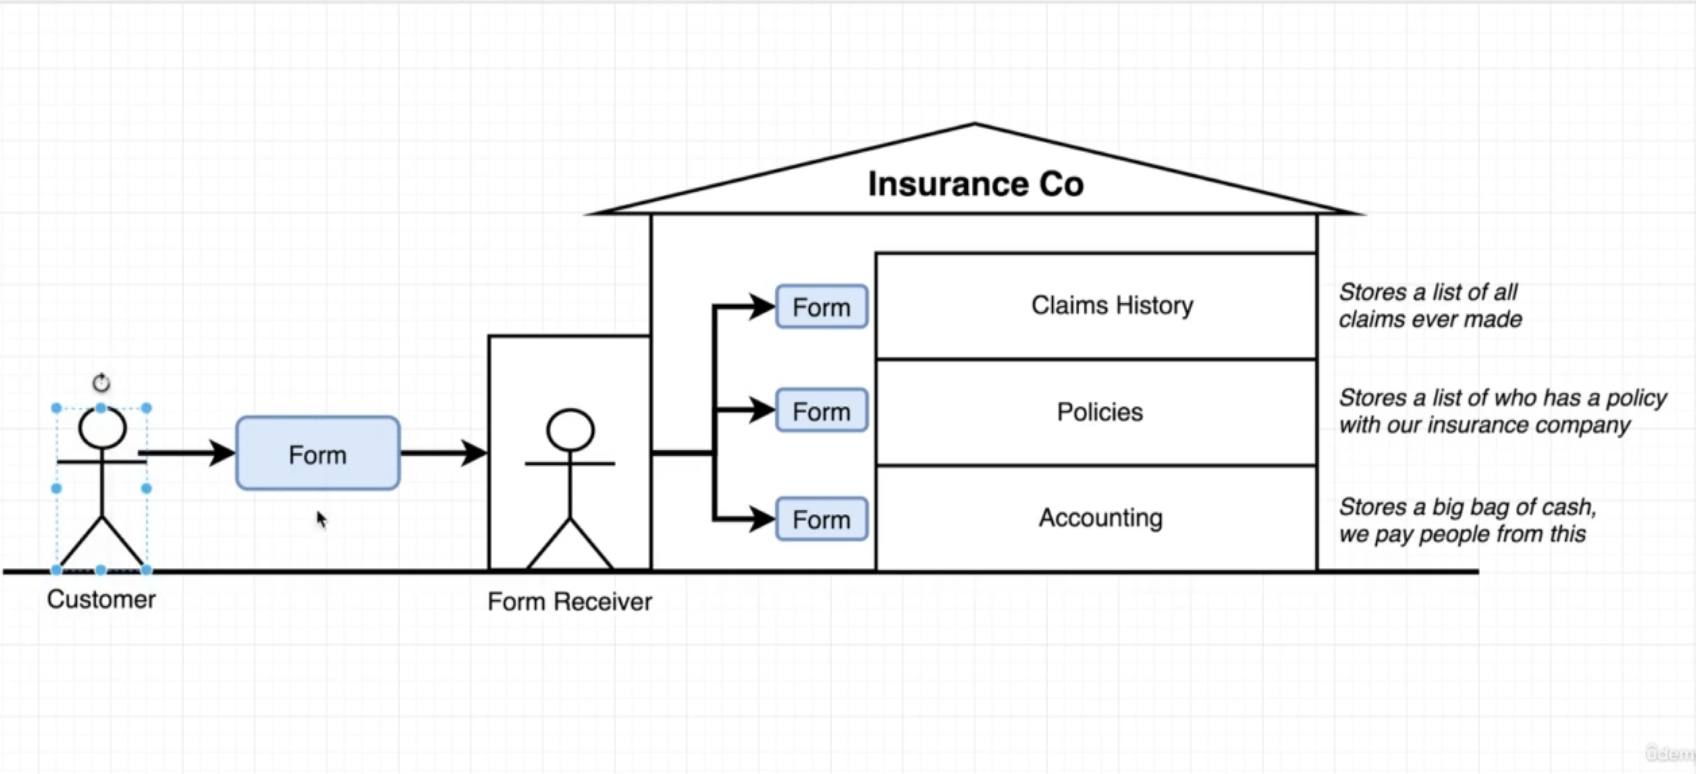 Insurance Co
Form
Claims History
Stores a list of all
claims ever made
Form
Policies
Stores a list of who has a policy
with our insurance company
Form
Form
Accounting
Stores a big bag of cash,
we pay people from this
Customer
Form Receiver